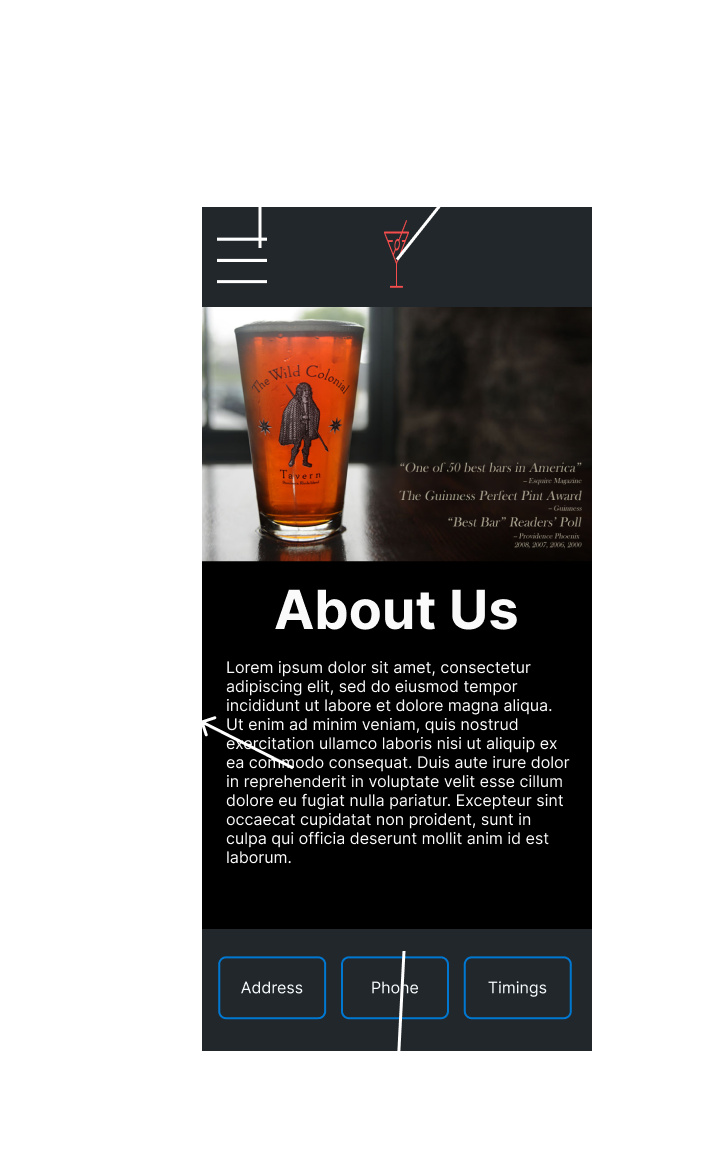 The Wild Colonial
Tavern
“One of 50 best bars in America”
– Esquire Magazine
The Guinness Perfect Pint Award
– Guinness
“Best Bar” Readers’ Poll
– Providence Phoenix
2008, 2007, 2006, 2000
About Us
Lorem ipsum dolor sit amet, consectetur
adipiscing elit, sed do eiusmod tempor
incididunt ut labore et dolore magna aliqua.
Ut enim ad minim veniam, quis nostrud
exercitation ullamco laboris nisi ut aliquip ex
ea commodo consequat. Duis aute irure dolor
in reprehenderit in voluptate velit esse cillum
dolore eu fugiat nulla pariatur. Excepteur sint
occaecat cupidatat non proident, sunt in
culpa qui officia deserunt mollit anim id est
laborum.
Address
Phone
Timings